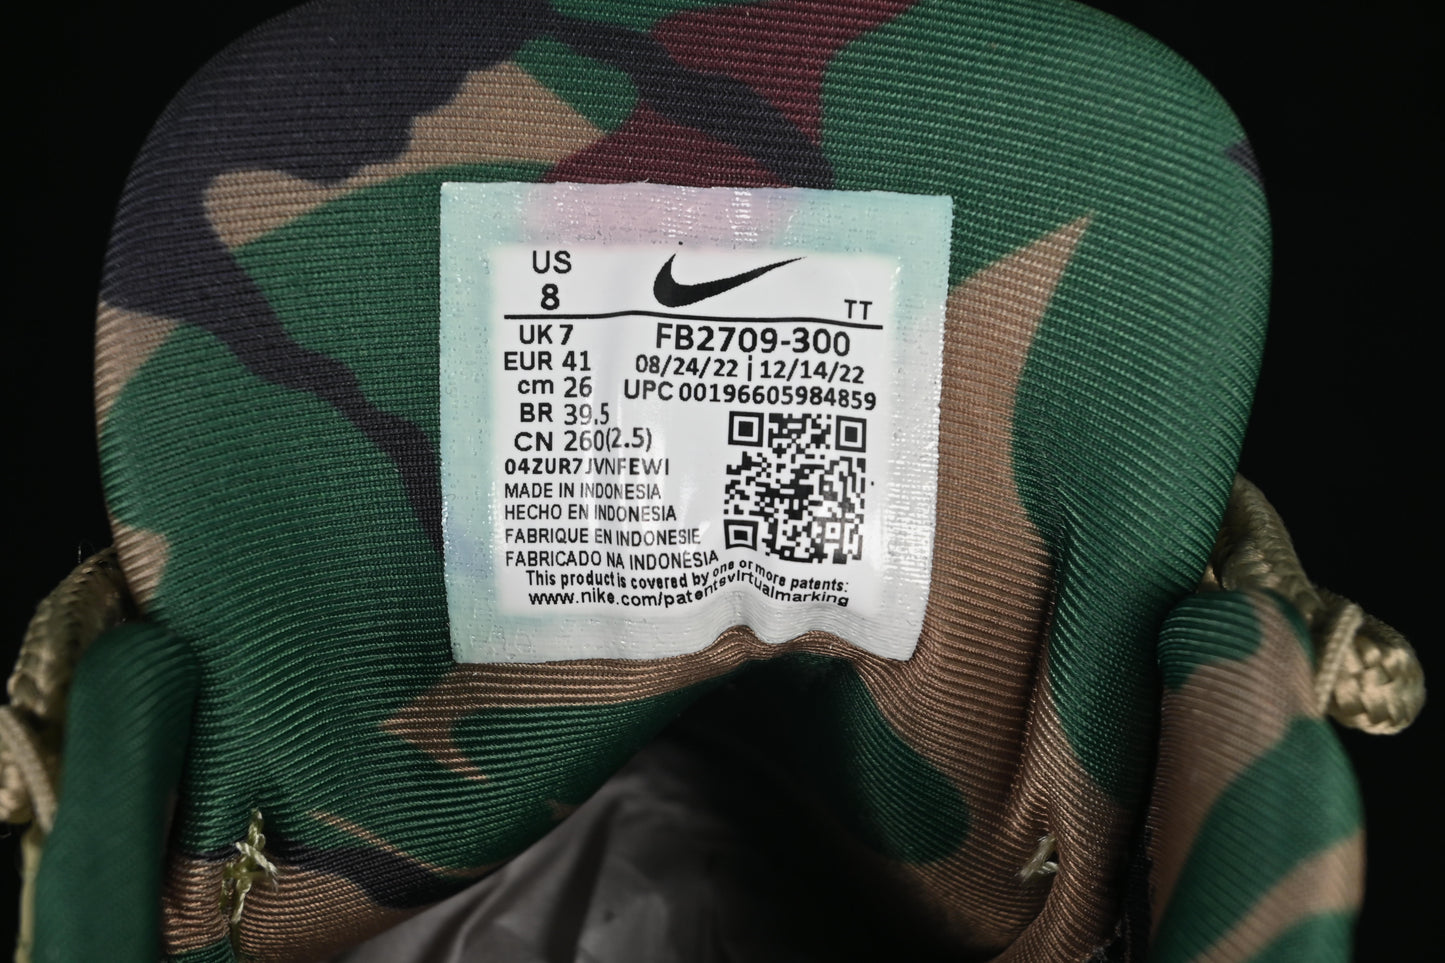 US
8
TT
UK 7
EUR 41
cm 26
BR 39.5
CN 260(2.5)
FB2709-300
08/24/22 | 12/14/22
UPC 00196605984859
04ZUR7JVNFEWI
MADE IN INDONESIA
HECHO EN INDONESIA
FABRIQUE EN INDONESIE
FABRICADO NA INDONESIA
This product is covered by one or more patents:
www.nike.com/patentsvirtualmarking